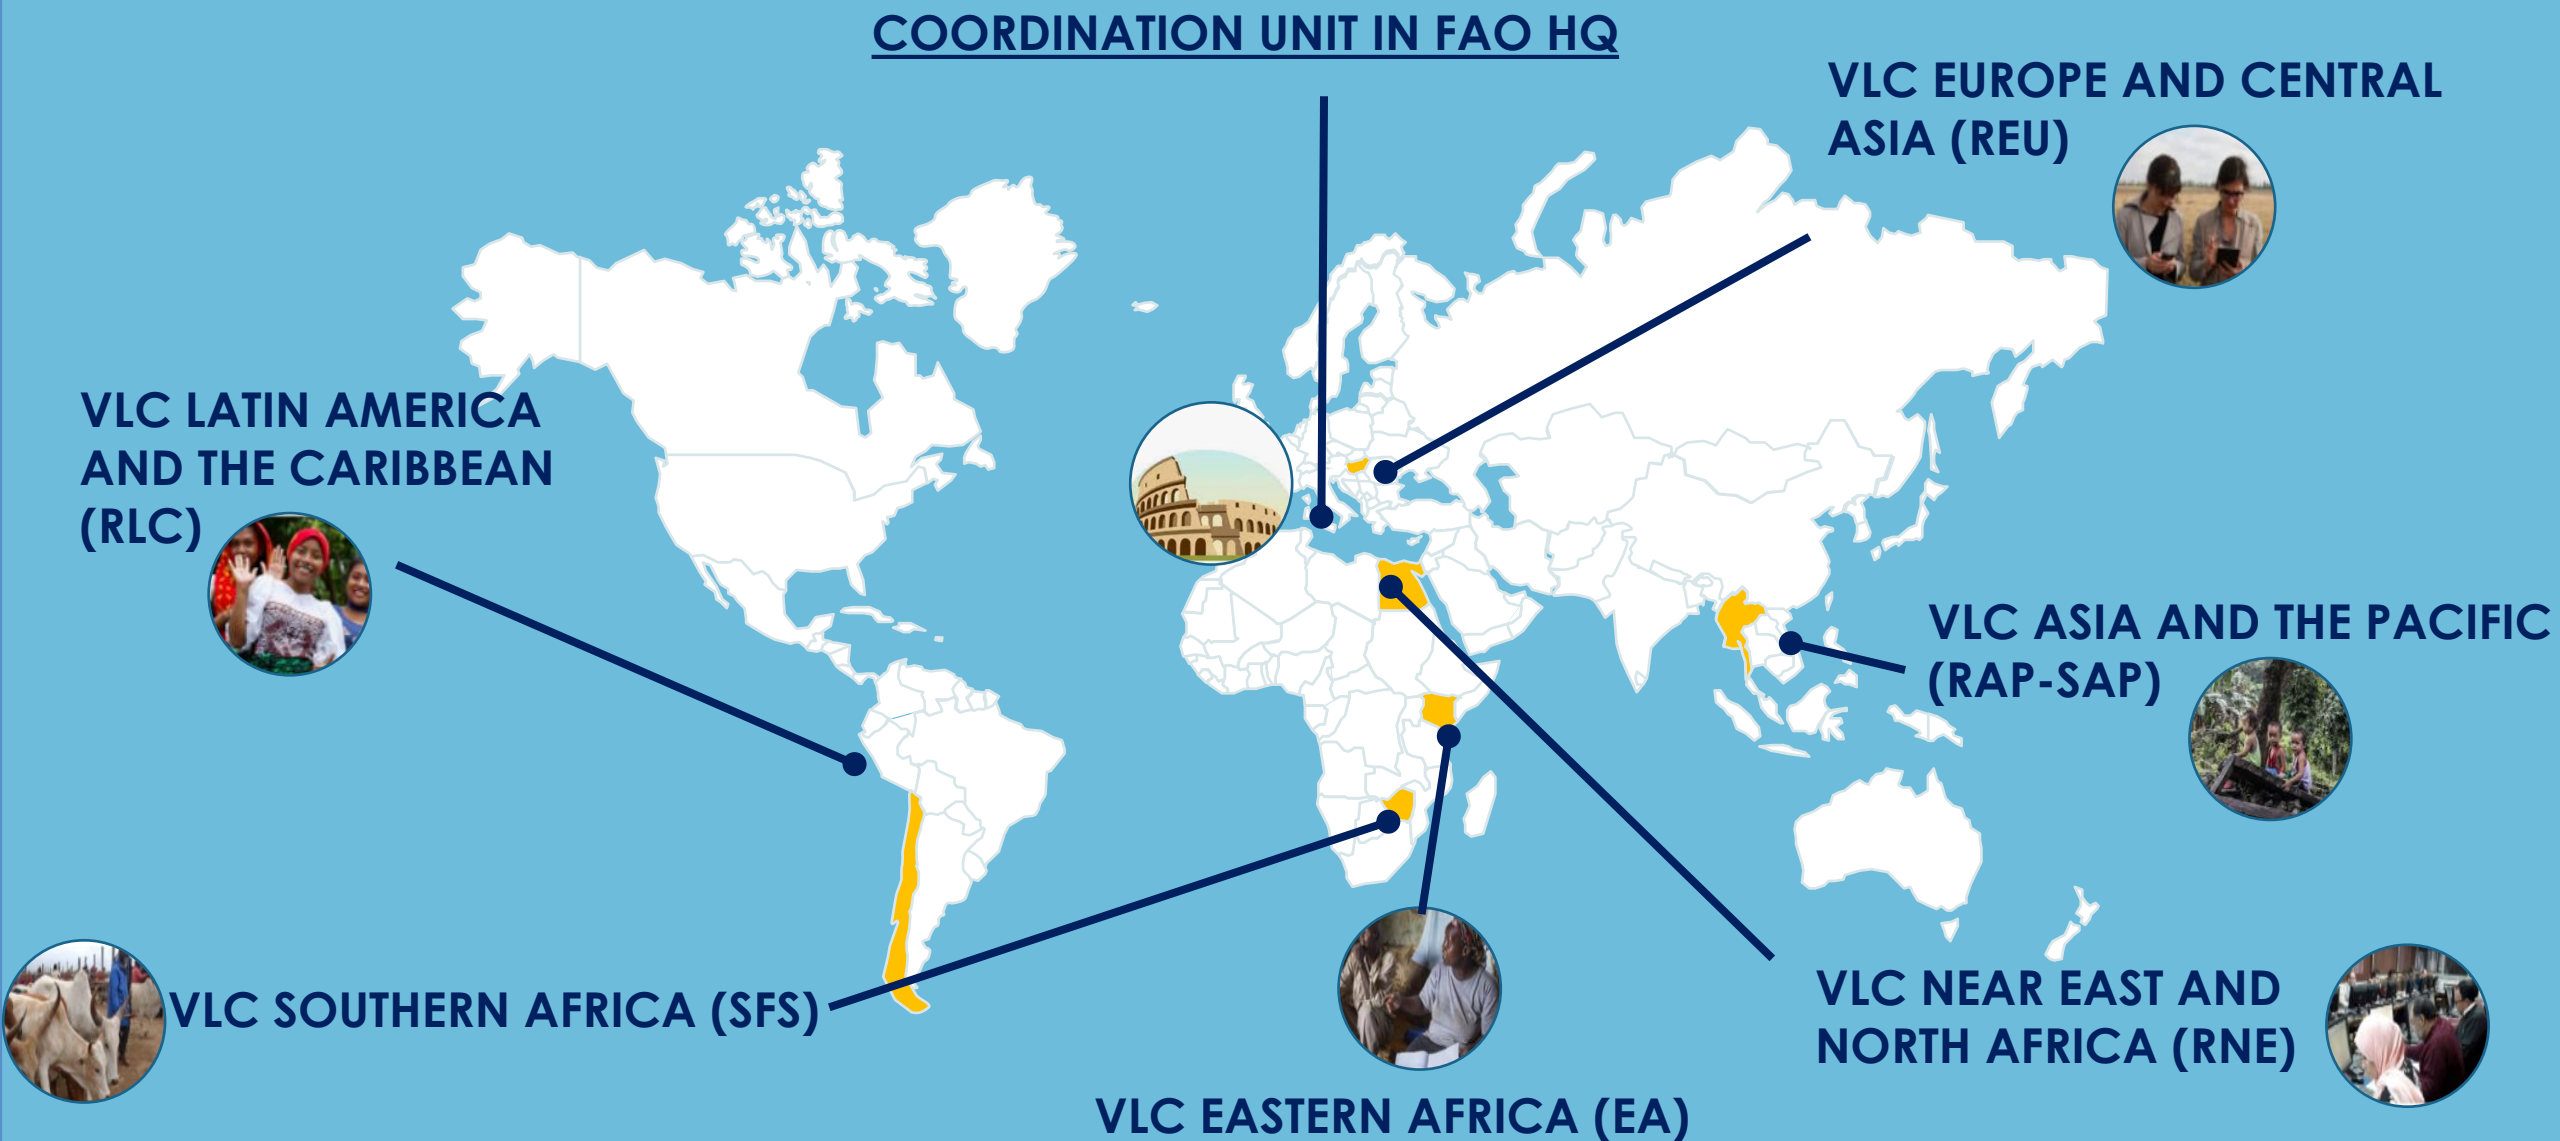 COORDINATION UNIT IN FAO HQ
VLC EUROPE AND CENTRAL
ASIA (REU)
VLC LATIN AMERICA
AND THE CARIBBEAN
(RLC)
VLC ASIA AND THE PACIFIC
(RAP-SAP)
VLC SOUTHERN AFRICA (SFS)
VLC NEAR EAST AND
NORTH AFRICA (RNE)
VLC EASTERN AFRICA (EA)